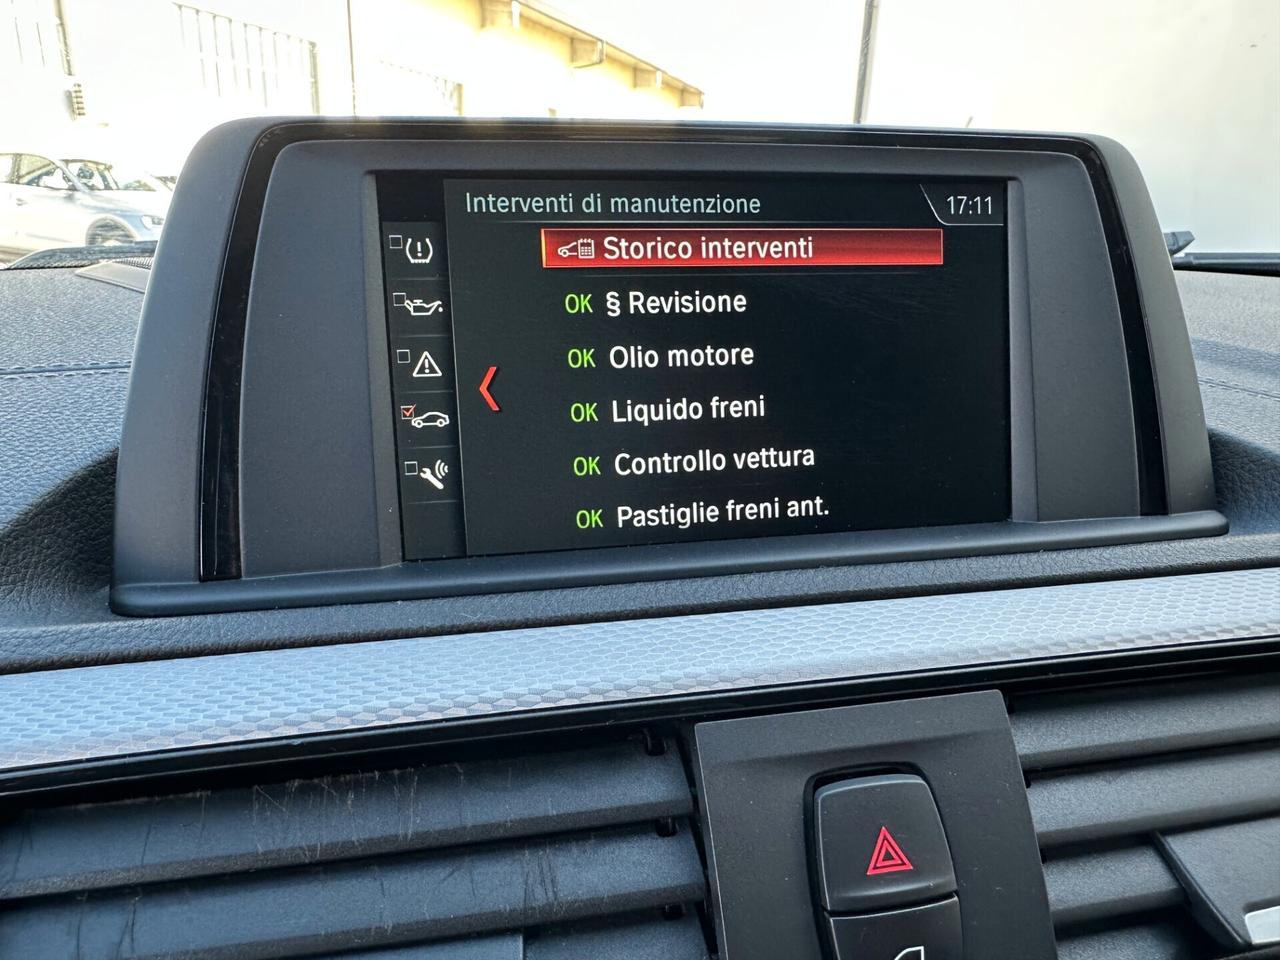 Interventi di manutenzione
17:11
Storico interventi
OK § Revisione
OK Olio motore
OK Liquido freni
OK Controllo vettura
OK Pastiglie freni ant.